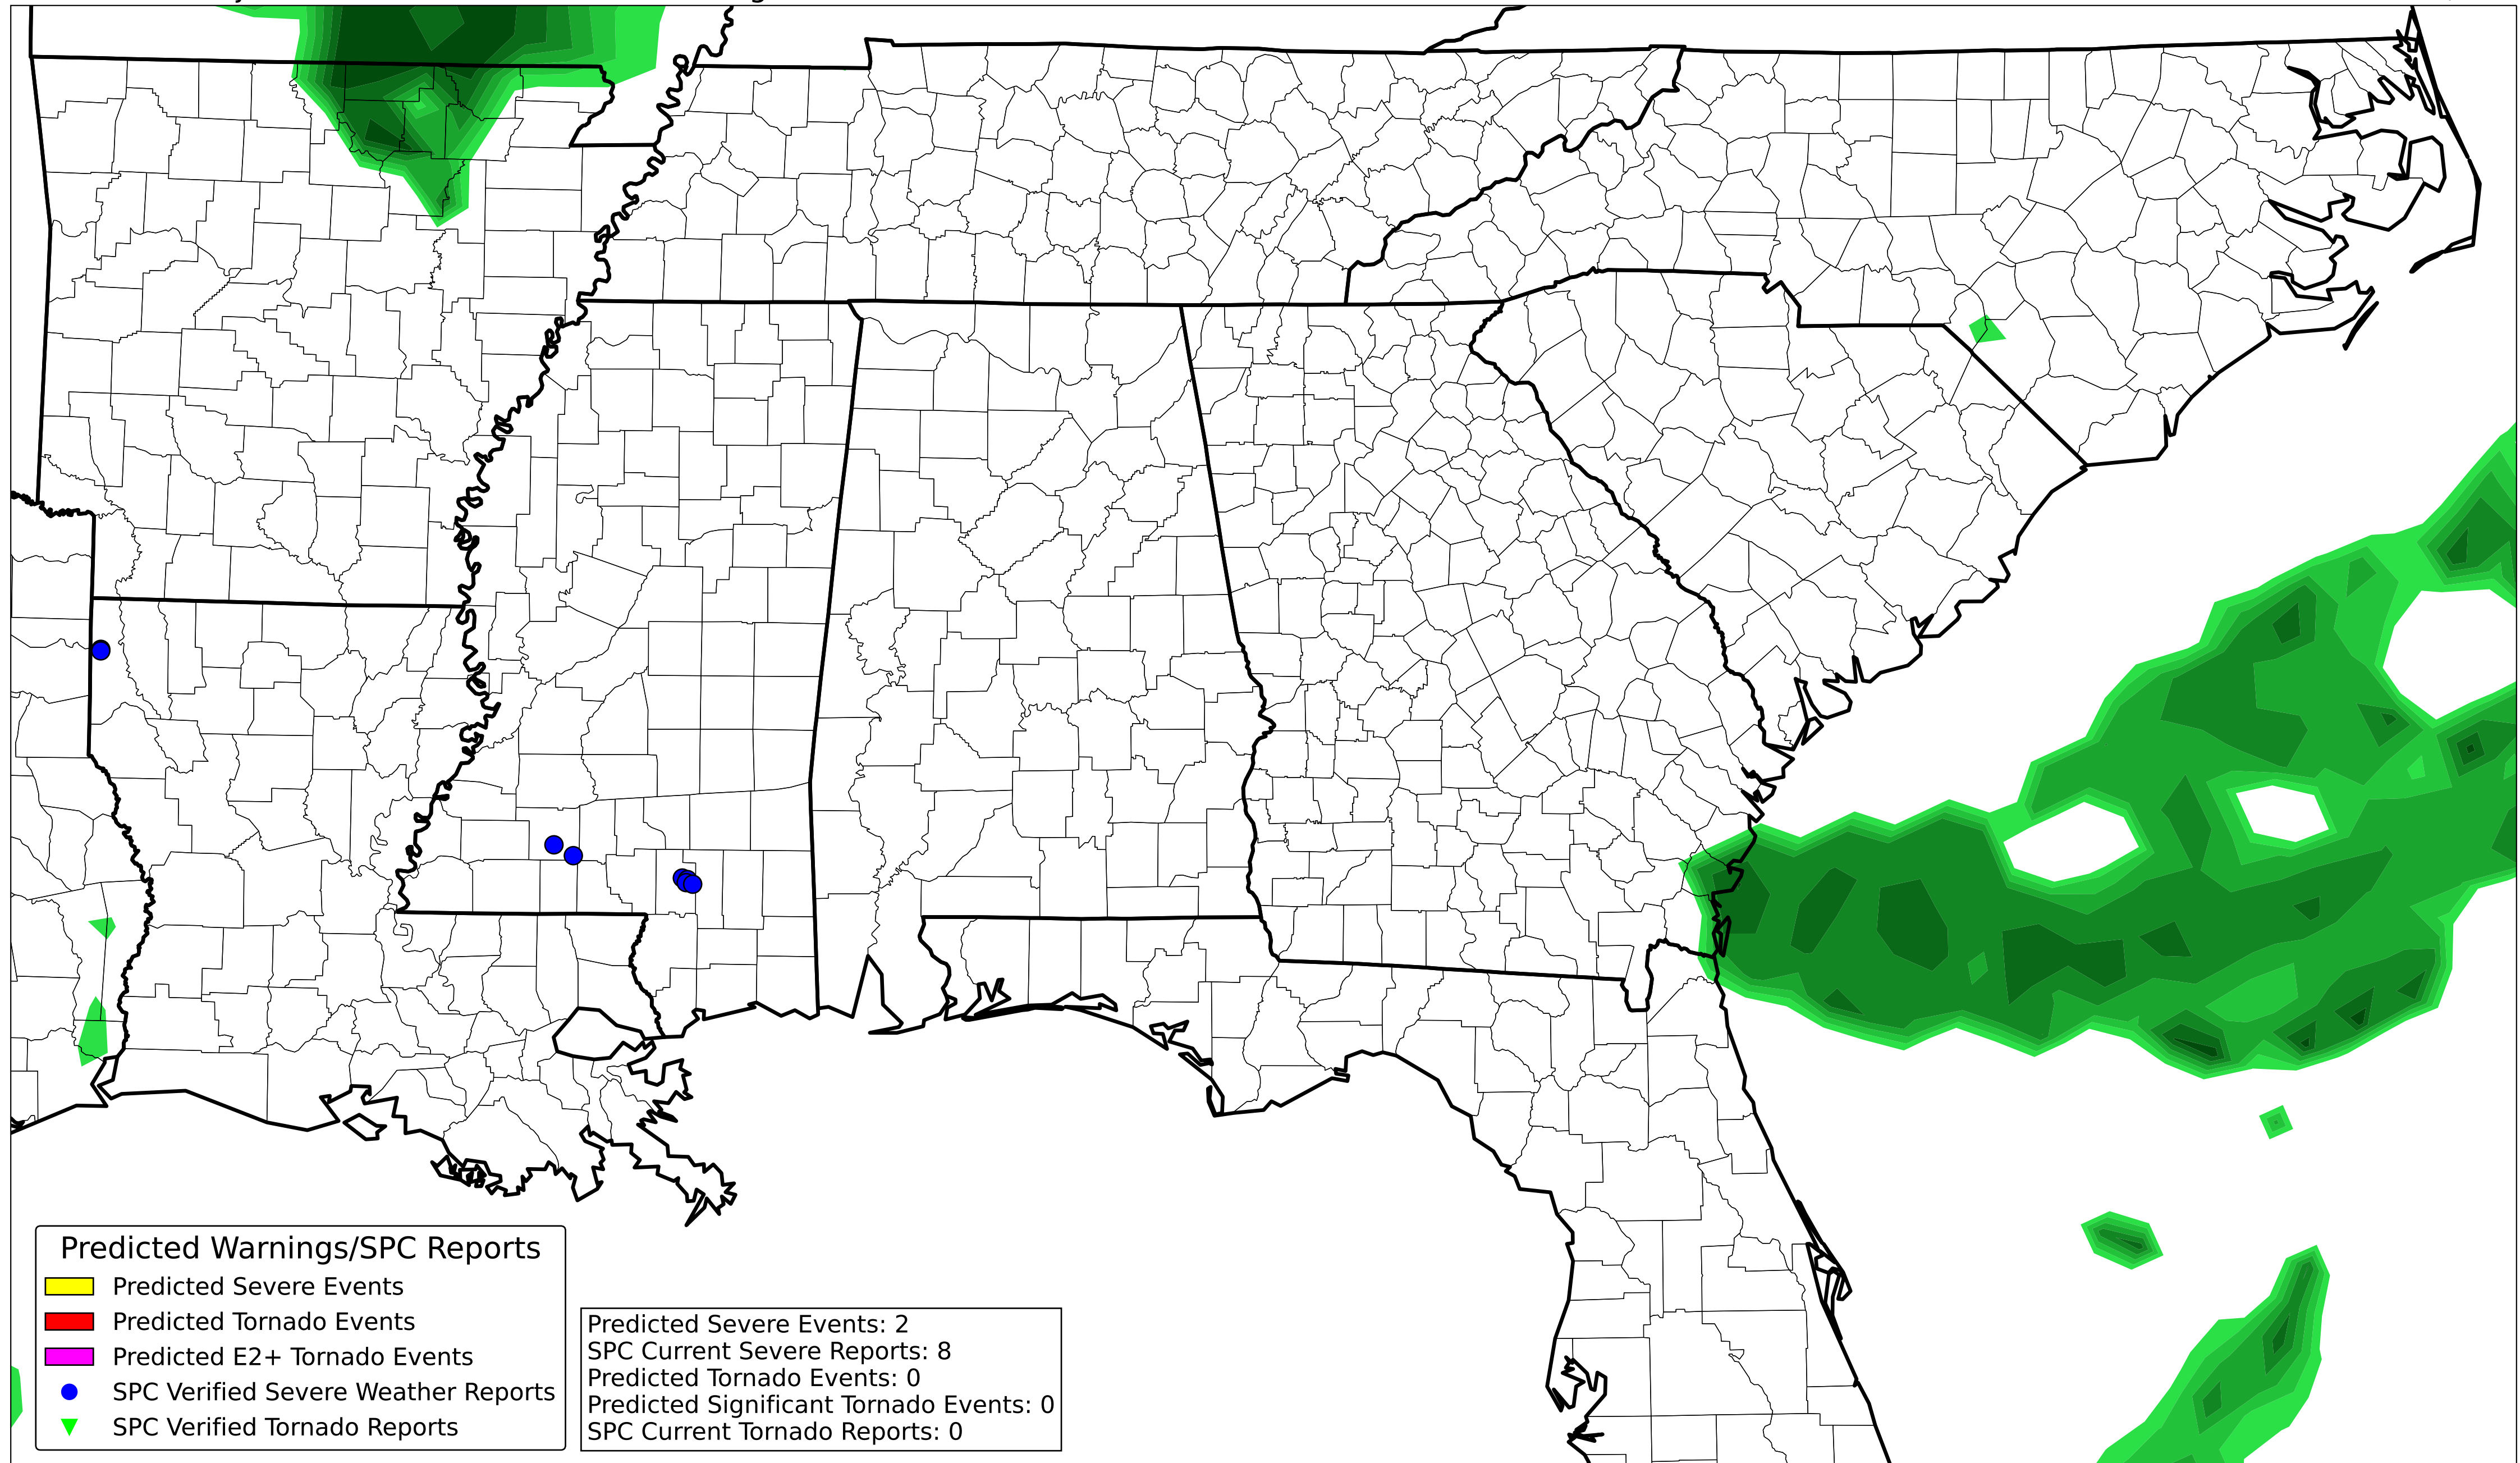 Predicted Warnings/SPC Reports
Predicted Severe Events
Predicted Tornado Events
Predicted E2+ Tornado Events
SPC Verified Severe Weather Reports
SPC Verified Tornado Reports
Predicted Severe Events: 2
SPC Current Severe Reports: 8
Predicted Tornado Events: 0
Predicted Significant Tornado Events: 0
SPC Current Tornado Reports: 0